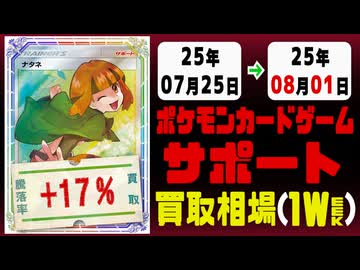 TRAINER'S
サポート
ナタネ
買取
+17%
騰落率
25年
07月25日
25年
08月01日
ポケモンカードゲーム
サポート
買取相場(1WEEK)